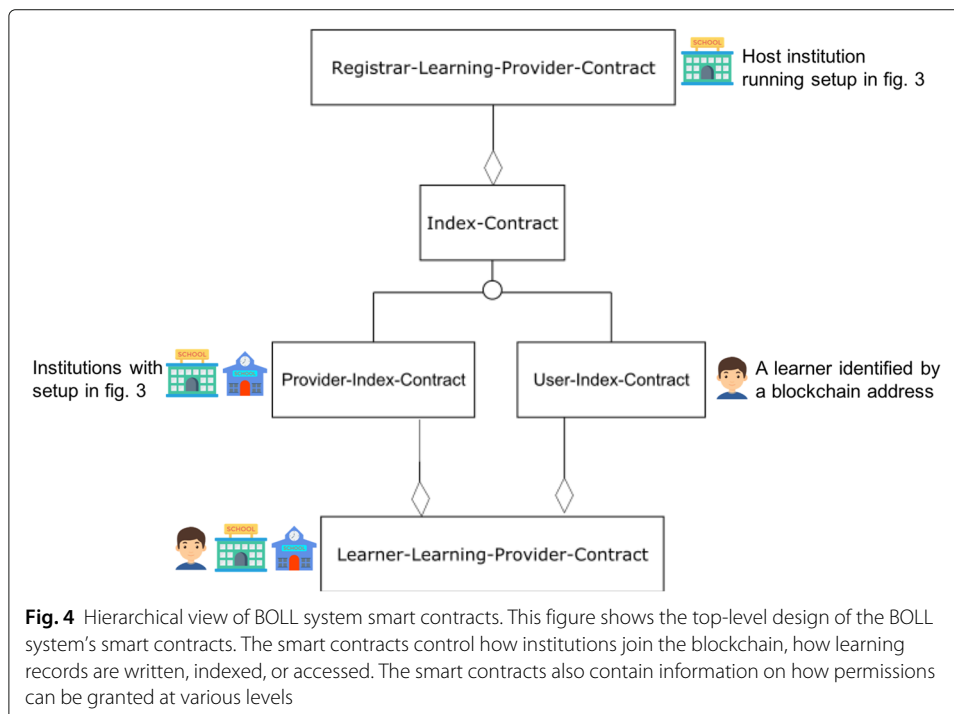 Registrar-Learning-Provider-Contract
SCHOOL
Host institution
running setup in fig. 3
Index-Contract
Institutions with
setup in fig. 3
SCHOOL
SCHOOL
Provider-Index-Contract
User-Index-Contract
A learner identified by
a blockchain address
SCHOOL
SCHOOL
Learner-Learning-Provider-Contract
Fig. 4 Hierarchical view of BOLL system smart contracts. This figure shows the top-level design of the BOLL
system's smart contracts. The smart contracts control how institutions join the blockchain, how learning
records are written, indexed, or accessed. The smart contracts also contain information on how permissions
can be granted at various levels